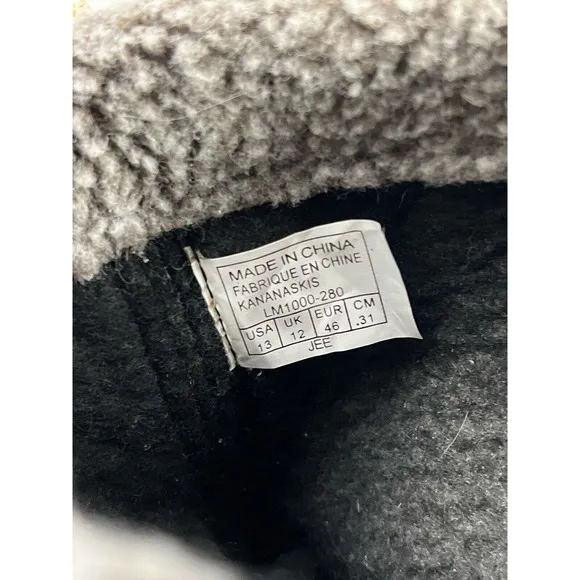 MADE IN CHINA
FABRIQUE EN CHINE
KANANASKIS
LM1000-280
USA UK EUR CM
13 12 46 .31
JEE